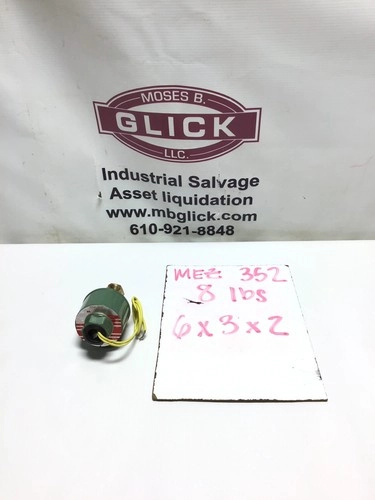 MOSES B.
GLICK
LLC.
Industrial Salvage
Asset liquidation
www.mbglick.com
610-921-8848
MEZ: 352
8 lbs
6 x 3 x 2